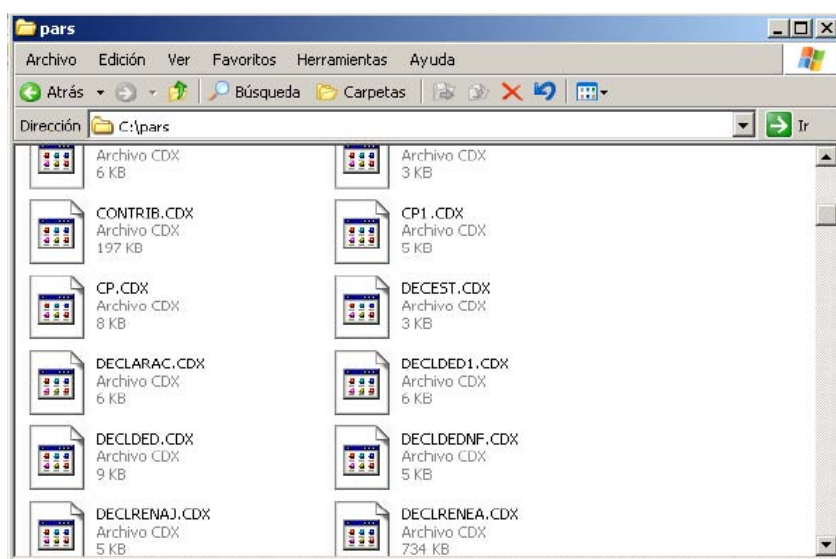 pars
Archivo Edición Ver Favoritos Herramientas Ayuda
Atrás Búsqueda Carpetas
Dirección C:\pars Ir
Archivo CDX
6 KB
Archivo CDX
3 KB
CONTRIB.CDX
Archivo CDX
197 KB
CP1.CDX
Archivo CDX
5 KB
CP.CDX
Archivo CDX
8 KB
DECEST.CDX
Archivo CDX
3 KB
DECLARAC.CDX
Archivo CDX
6 KB
DECLDED1.CDX
Archivo CDX
6 KB
DECLDED.CDX
Archivo CDX
9 KB
DECLDEDNF.CDX
Archivo CDX
5 KB
DECLRENAJ.CDX
Archivo CDX
5 KB
DECLRENEA.CDX
Archivo CDX
734 KB